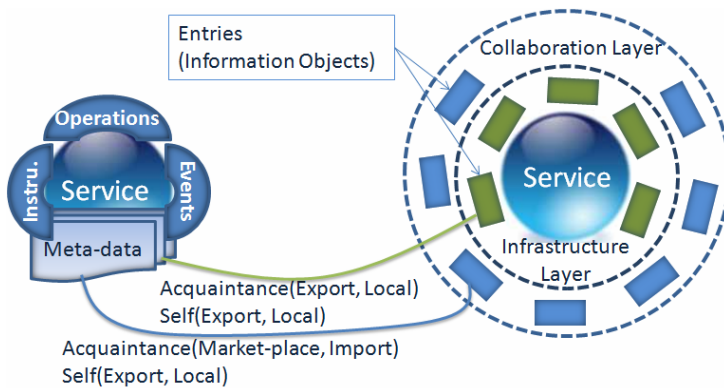 Entries
(Information Objects)
Collaboration Layer
Operations
Instru.
Service
Events
Meta-data
Service
Infrastructure
Layer
Acquaintance(Export, Local)
Self(Export, Local)
Acquaintance(Market-place, Import)
Self(Export, Local)